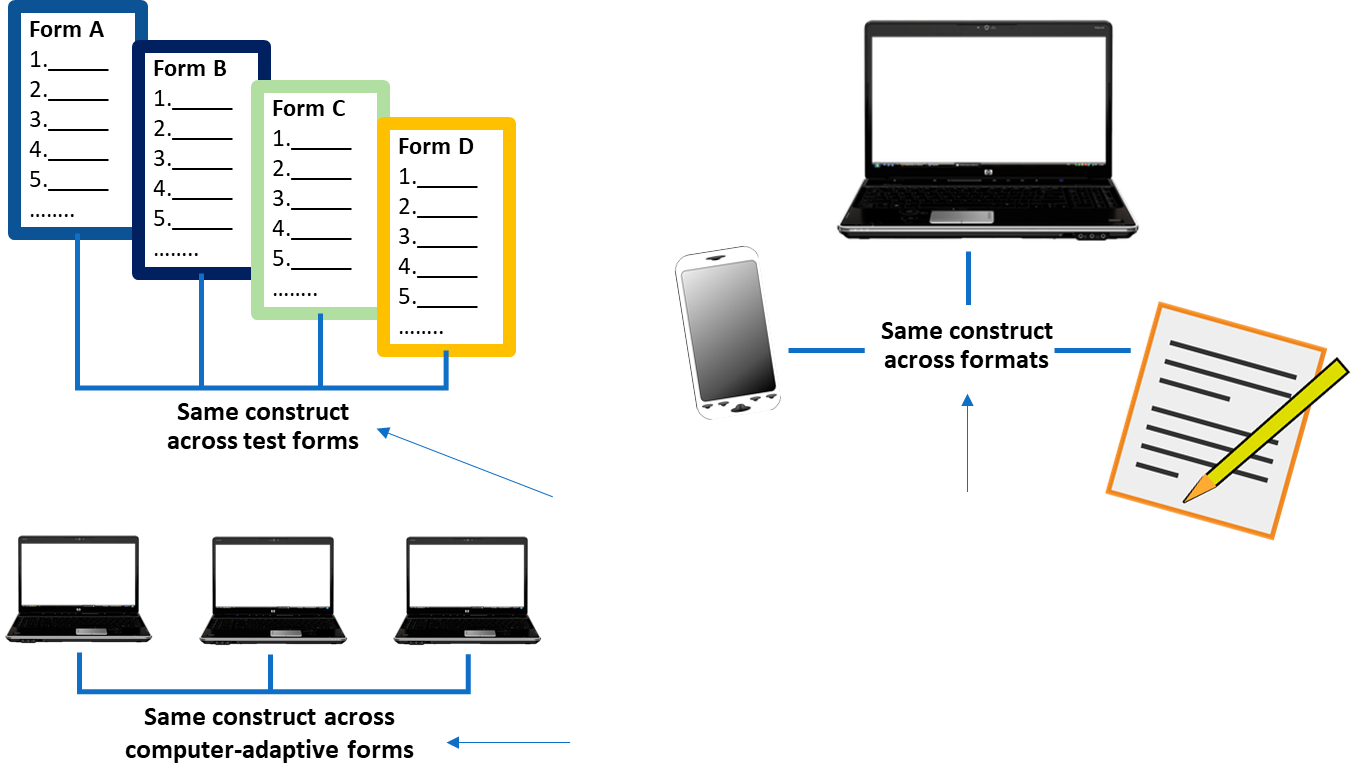 Form A
1.______
2.______
3.______
4.______
5.______
........
Form B
1.______
2.______
3.______
4.______
5.______
........
Form C
1.______
2.______
3.______
4.______
5.______
........
Form D
1.______
2.______
3.______
4.______
5.______
........
Same construct
across test forms
Same construct
across formats
Same construct across
computer-adaptive forms